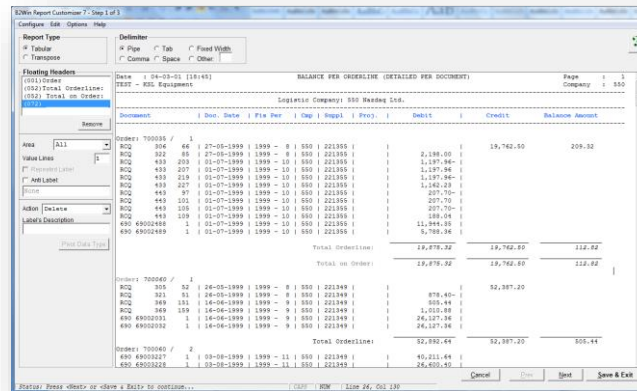 B2Win Report Customizer 7 - Step 1 of 3
Configure Edit Options Help
Report Type
Tabular
Transpose
Delimiter
Pipe Tab Fixed Width
Comma Space Other
Floating Headers
(001)Order
(052)Total Orderline:
(052) Total on Order:
(072)
Remove
Area All
Value Lines 1
Repeated Label
Anti Label
None
Action Delete
Label's Description
Print Data Type
Date : 04-03-01 [18:45] BALANCE PER ORDERLINE (DETAILED PER DOCUMENT) Page : 1
TEST - KSL Equipment Company : 550
Logistic Company: 550 Nasdaq Ltd.
Document | Doc. Date | Fis Per | Cmp | Suppl | Proj. | Debit | Credit Balance Amount
Order: 700035 / 1
RCQ 306 66 | 27-05-1999 | 1999 - 8 | 550 | 221355 | | 19,762.50 209.32
RCQ 322 85 | 27-05-1999 | 1999 - 8 | 550 | 221355 | | 2,198.00 |
RCQ 433 203 | 01-07-1999 | 1999 - 10 | 550 | 221355 | | 1,197.96- |
RCQ 433 207 | 01-07-1999 | 1999 - 10 | 550 | 221355 | | 1,197.96 |
RCQ 433 219 | 01-07-1999 | 1999 - 10 | 550 | 221355 | | 1,197.96- |
RCQ 433 227 | 01-07-1999 | 1999 - 10 | 550 | 221355 | | 1,162.23 |
RCQ 443 97 | 01-07-1999 | 1999 - 10 | 550 | 221355 | | 207.70- |
RCQ 443 101 | 01-07-1999 | 1999 - 10 | 550 | 221355 | | 207.70 |
RCQ 443 105 | 01-07-1999 | 1999 - 10 | 550 | 221355 | | 207.70- |
RCQ 443 109 | 01-07-1999 | 1999 - 10 | 550 | 221355 | | 188.04 |
690 69002488 1 | 01-07-1999 | 1999 - 10 | 550 | 221355 | | 11,944.35 |
690 69002489 1 | 01-07-1999 | 1999 - 10 | 550 | 221355 | | 5,788.36 |
Total Orderline: 19,875.32 19,762.50 112.82
Total on Order: 19,875.32 19,762.50 112.82
Order: 700060 / 1
RCQ 305 52 | 26-05-1999 | 1999 - 8 | 550 | 221349 | | 52,387.20
RCQ 321 51 | 26-05-1999 | 1999 - 8 | 550 | 221349 | | 878.40- |
RCQ 369 151 | 16-06-1999 | 1999 - 9 | 550 | 221349 | | 505.44 |
RCQ 369 159 | 16-06-1999 | 1999 - 9 | 550 | 221349 | | 1,010.88 |
690 69002031 1 | 16-06-1999 | 1999 - 9 | 550 | 221349 | | 26,127.36 |
690 69002032 1 | 16-06-1999 | 1999 - 9 | 550 | 221349 | | 26,127.36 |
Total Orderline: 52,892.64 52,387.20 505.44
Order: 700060 / 2
690 69003227 1 | 03-08-1999 | 1999 - 11 | 550 | 221349 | | 40,211.64
690 69003228 1 | 03-08-1999 | 1999 - 11 | 550 | 221349 | | 26,600.40
Cancel Prev Next Save & Exit
Status: Press <Next> or <Save & Exit> to continue... CAPS NUM Line 26, Col 130